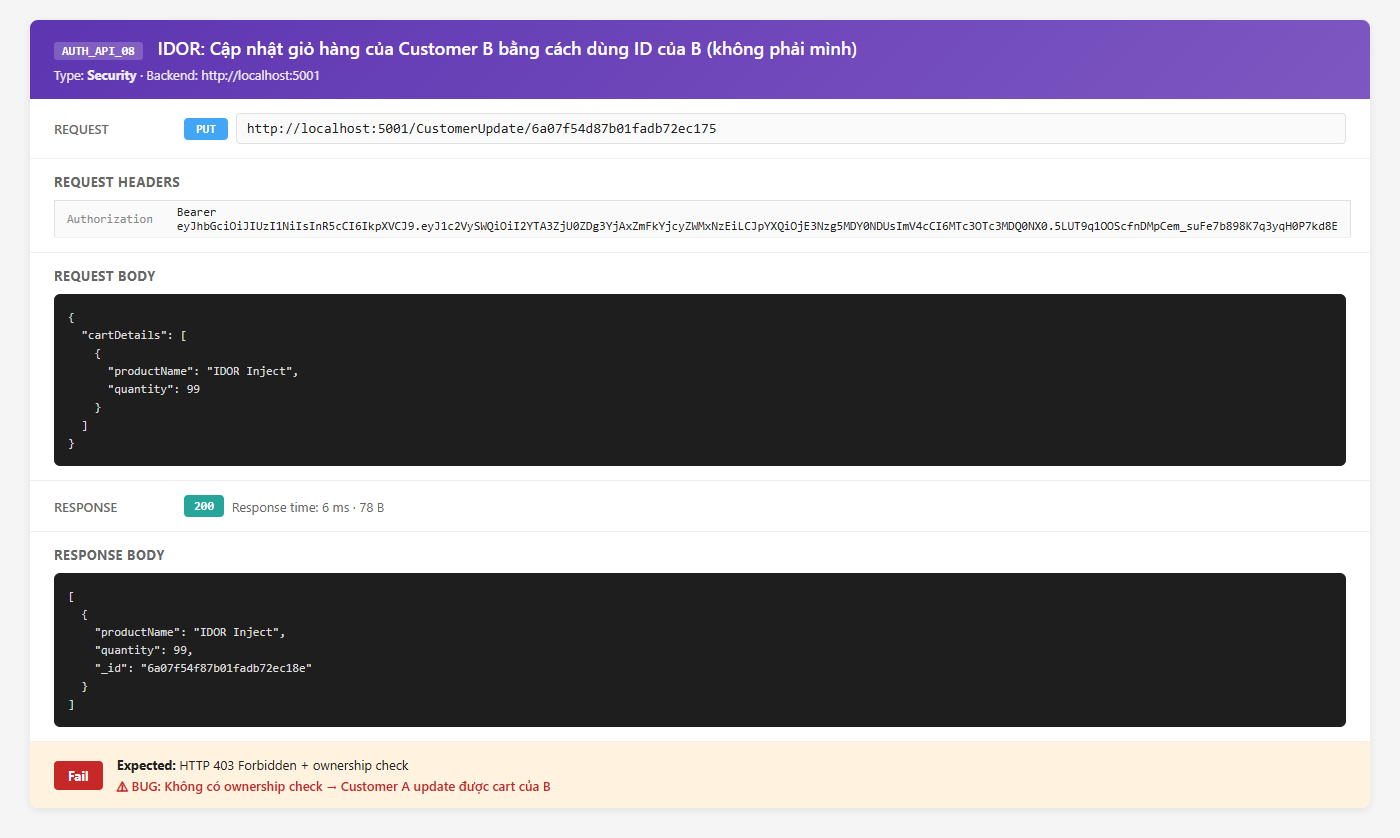 AUTH_API_08 IDOR: Cập nhật giỏ hàng của Customer B bằng cách dùng ID của B (không phải mình)
Type: Security · Backend: http://localhost:5001
REQUEST PUT http://localhost:5001/CustomerUpdate/6a07f54d87b01fadb72ec175
REQUEST HEADERS
Authorization Bearer
eyJhbGciOiJIUzI1NiIsInR5cCI6IkpXVCJ9.eyJ1c2VySWQiOiI2YTA3ZjU0ZDg3YjAxZmFkYjcyZWMxNzEiLCJpYXQiOjE3Nzg5MDY0NDUsImV4cCI6MTc3OTc3MDQ0NX0.5LUT9q1OOScfnDMpCem_suFe7b898K7q3yqH0P7kd8E
REQUEST BODY
{
"cartDetails": [
{
"productName": "IDOR Inject",
"quantity": 99
}
]
}
RESPONSE 200 Response time: 6 ms · 78 B
RESPONSE BODY
[
{
"productName": "IDOR Inject",
"quantity": 99,
"_id": "6a07f54f87b01fadb72ec18e"
}
]
Fail
Expected: HTTP 403 Forbidden + ownership check
⚠ BUG: Không có ownership check → Customer A update được cart của B